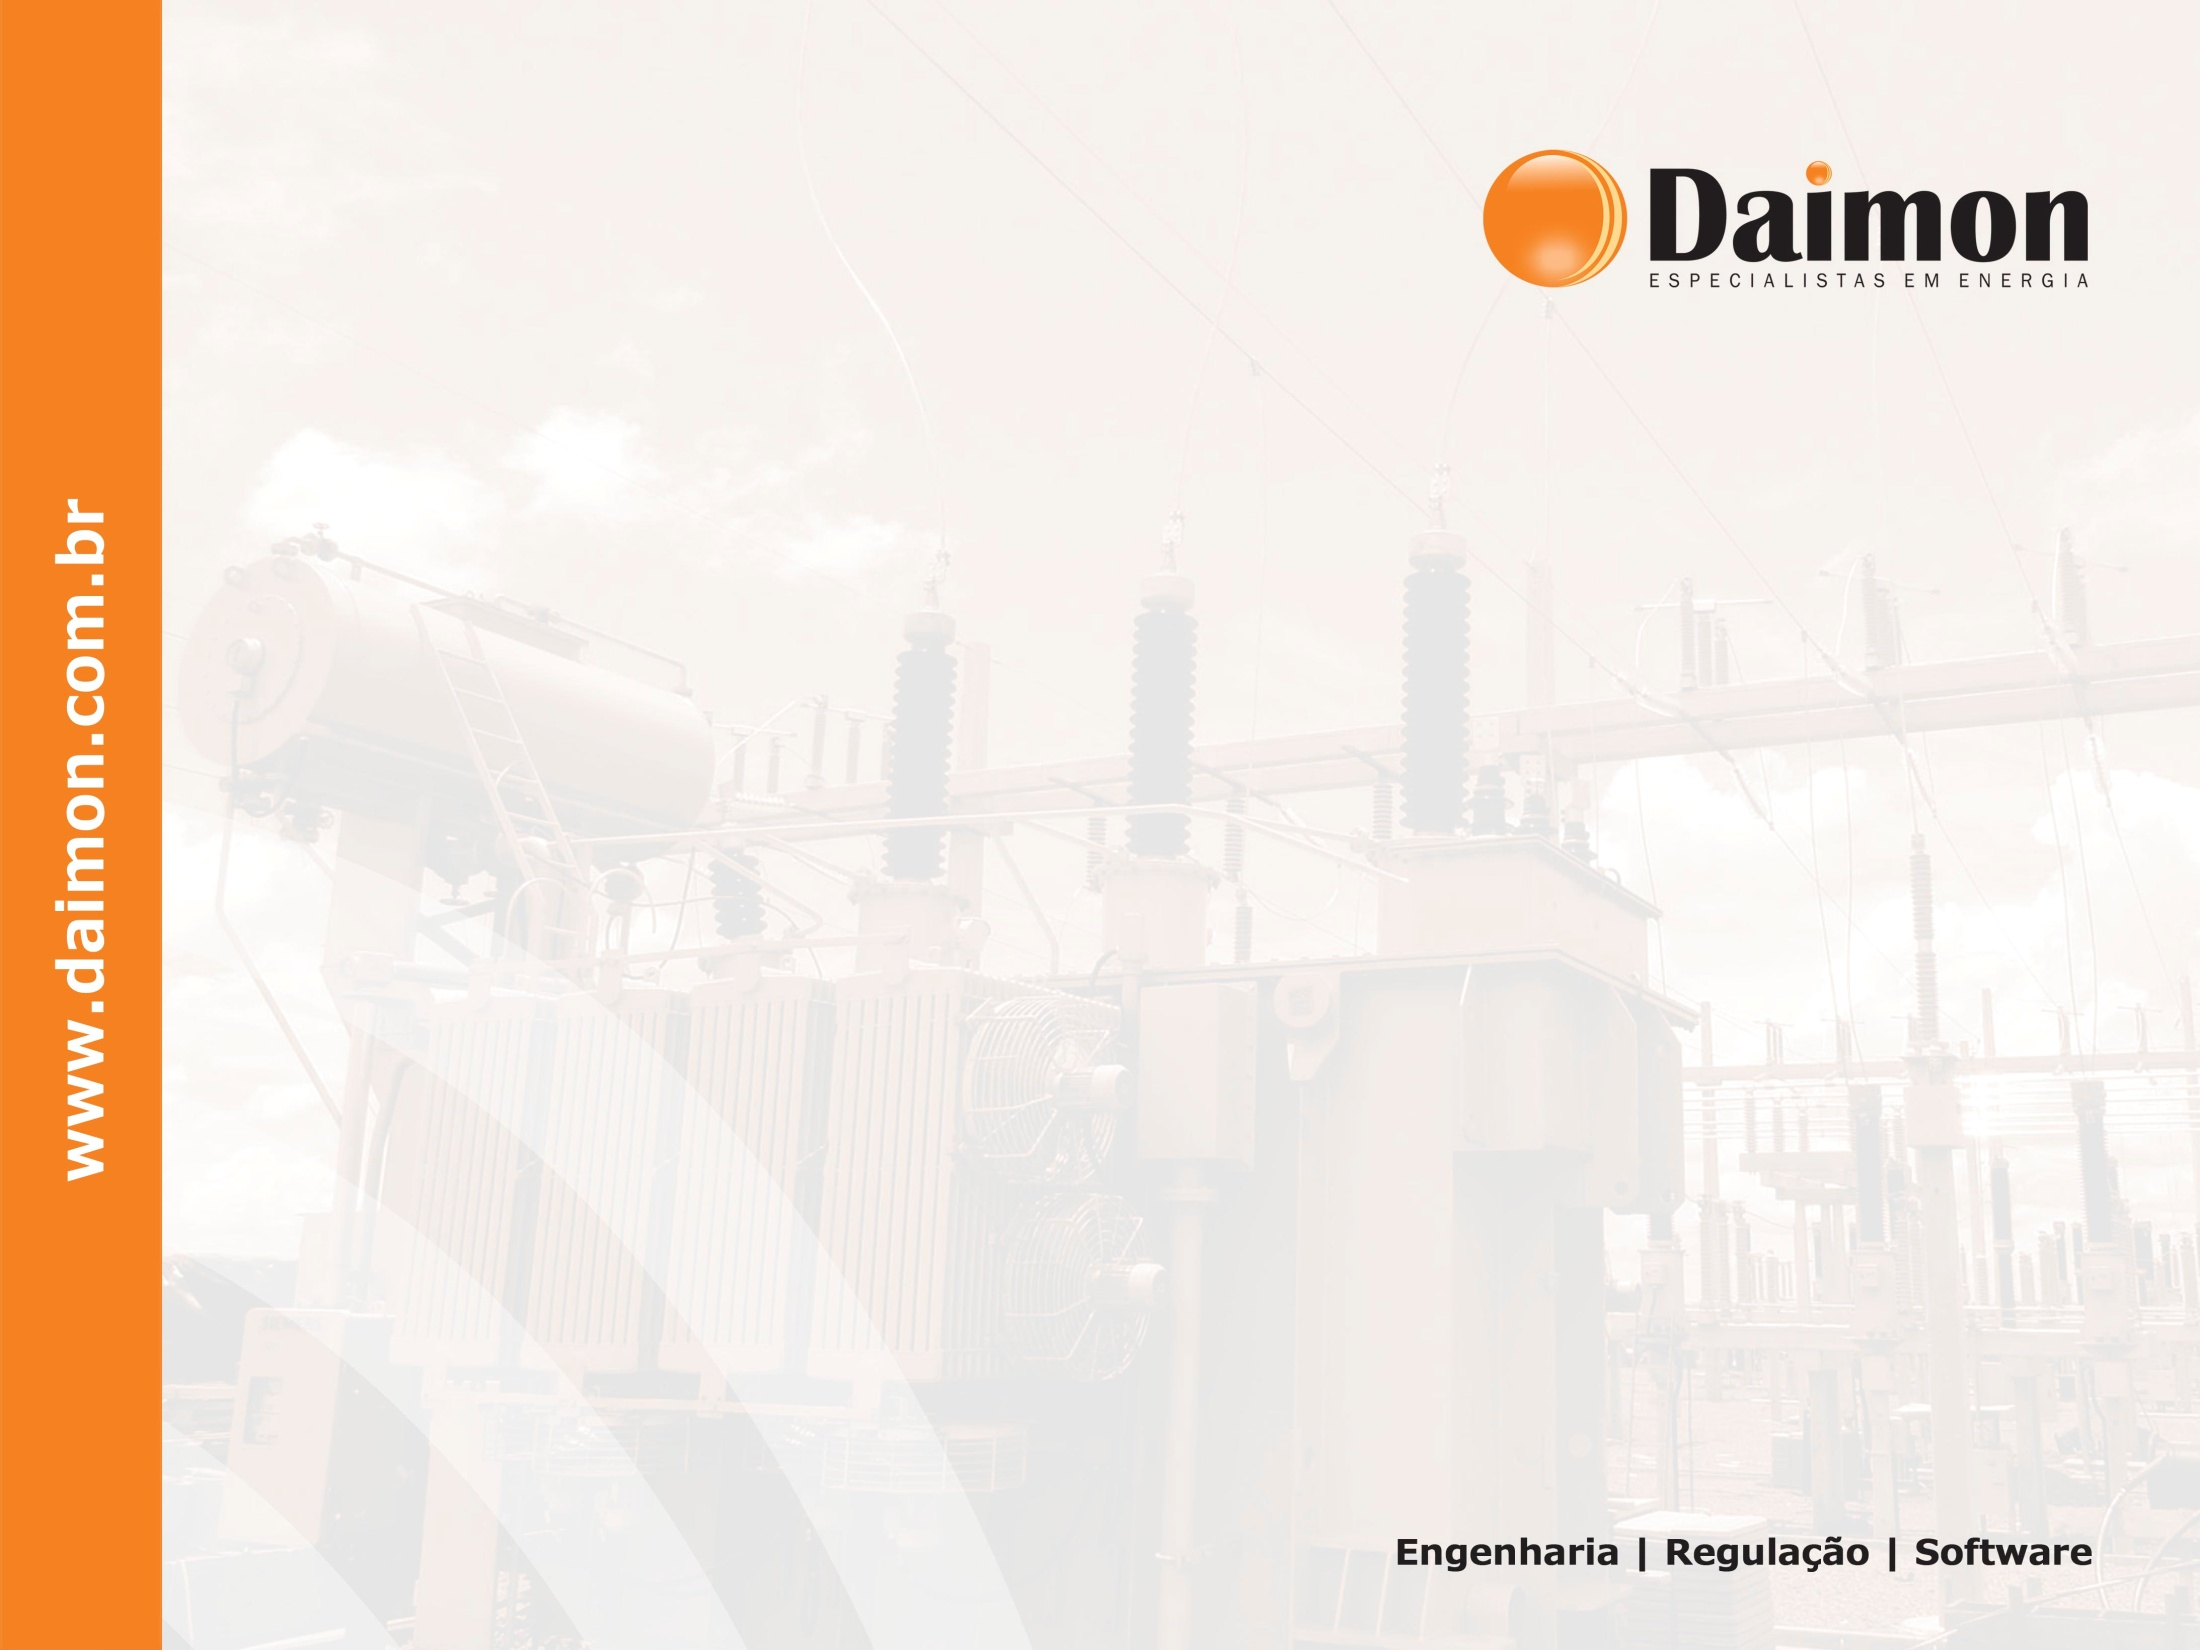 www.daimon.com.br
Daimon
ESPECIALISTAS EM ENERGIA
Engenharia | Regulação | Software